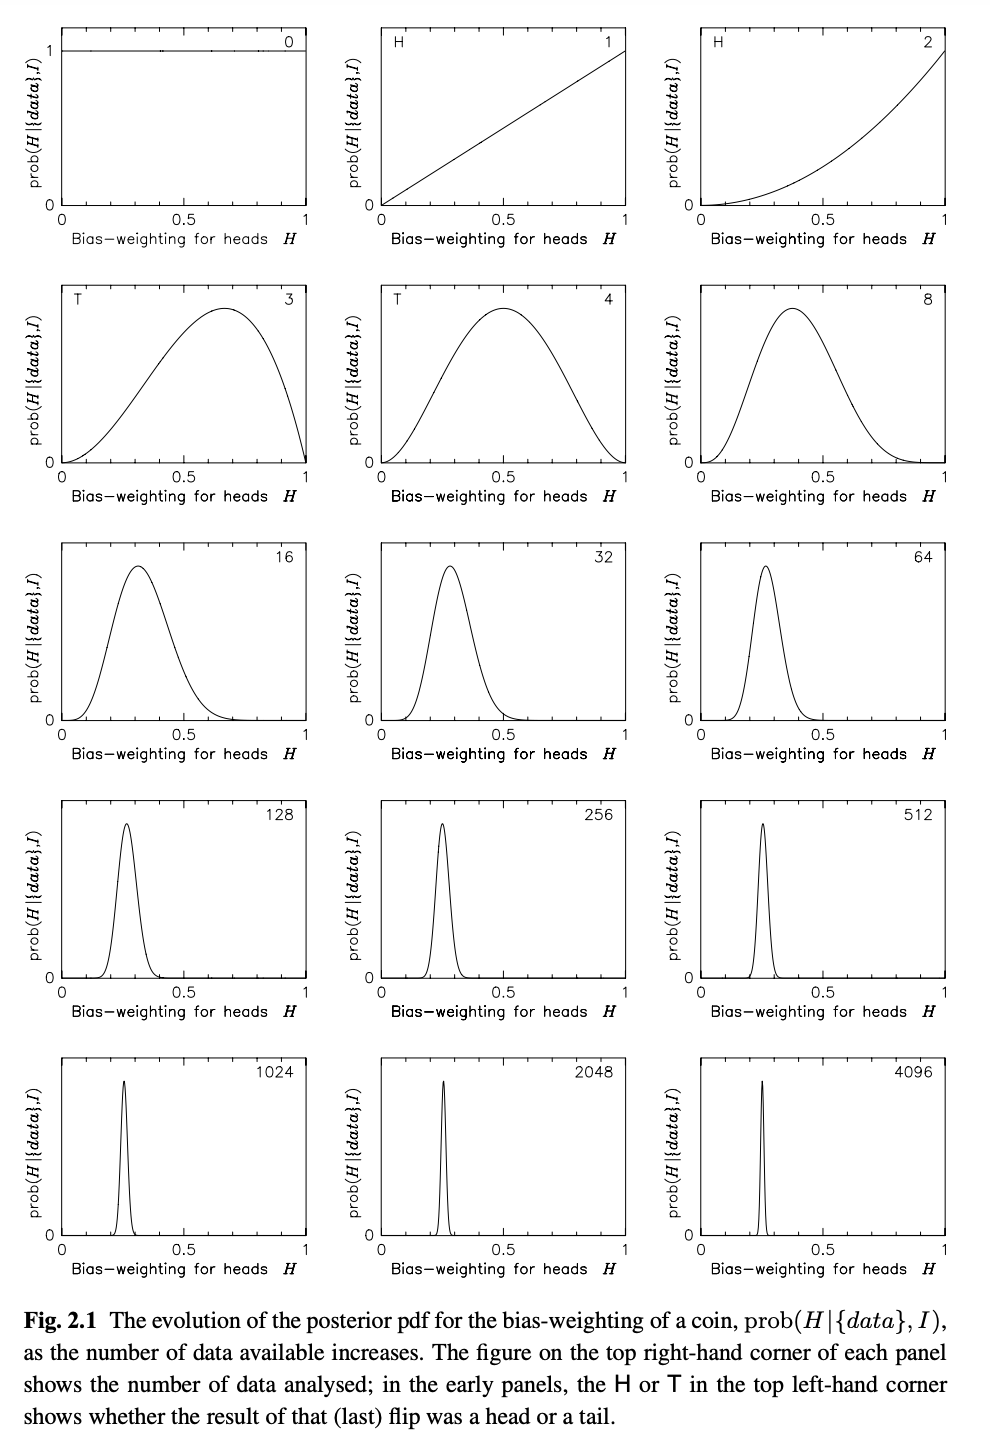 0
1
prob(H|{data},I)
0
0 0.5 1
Bias-weighting for heads H
H 1
prob(H|{data},I)
0
0 0.5 1
Bias-weighting for heads H
H 2
prob(H|{data},I)
0
0 0.5 1
Bias-weighting for heads H
T 3
prob(H|{data},I)
0
0 0.5 1
Bias-weighting for heads H
T 4
prob(H|{data},I)
0
0 0.5 1
Bias-weighting for heads H
8
prob(H|{data},I)
0
0 0.5 1
Bias-weighting for heads H
16
prob(H|{data},I)
0
0 0.5 1
Bias-weighting for heads H
32
prob(H|{data},I)
0
0 0.5 1
Bias-weighting for heads H
64
prob(H|{data},I)
0
0 0.5 1
Bias-weighting for heads H
128
prob(H|{data},I)
0
0 0.5 1
Bias-weighting for heads H
256
prob(H|{data},I)
0
0 0.5 1
Bias-weighting for heads H
512
prob(H|{data},I)
0
0 0.5 1
Bias-weighting for heads H
1024
prob(H|{data},I)
0
0 0.5 1
Bias-weighting for heads H
2048
prob(H|{data},I)
0
0 0.5 1
Bias-weighting for heads H
4096
prob(H|{data},I)
0
0 0.5 1
Bias-weighting for heads H
Fig. 2.1 The evolution of the posterior pdf for the bias-weighting of a coin, prob(H|{data}, I),
as the number of data available increases. The figure on the top right-hand corner of each panel
shows the number of data analysed; in the early panels, the H or T in the top left-hand corner
shows whether the result of that (last) flip was a head or a tail.